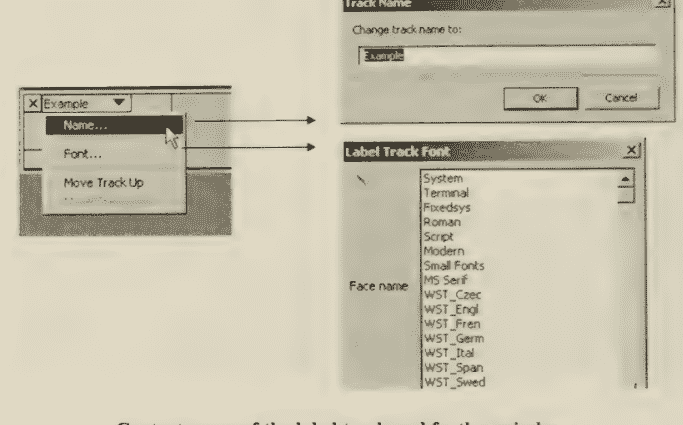 Track Name
Change track name to:
Example
OK
Cancel
Example
Name...
Font...
Move Track Up
Label Track Font
System
Terminal
Fixedsys
Roman
Script
Modern
Small Fonts
MS Serif
Face name
WST_Czec
WST_Engl
WST_Fren
WST_Germ
WST_Ital
WST_Span
WST_Swed